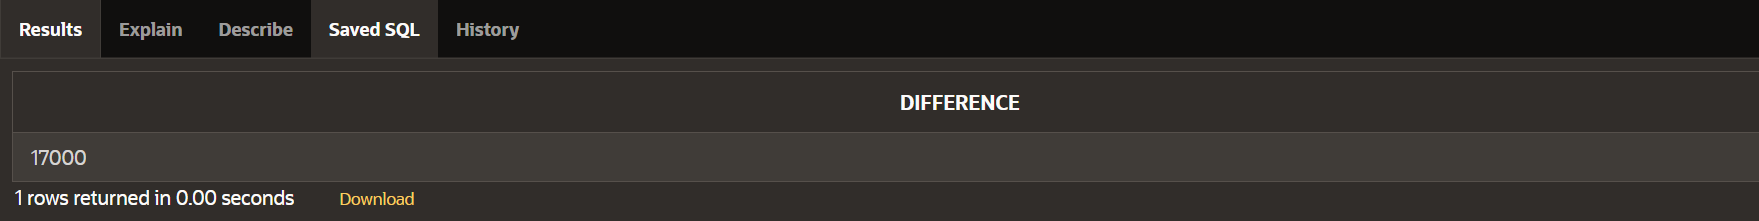 Results Explain Describe Saved SQL History
DIFFERENCE
17000
1 rows returned in 0.00 seconds Download